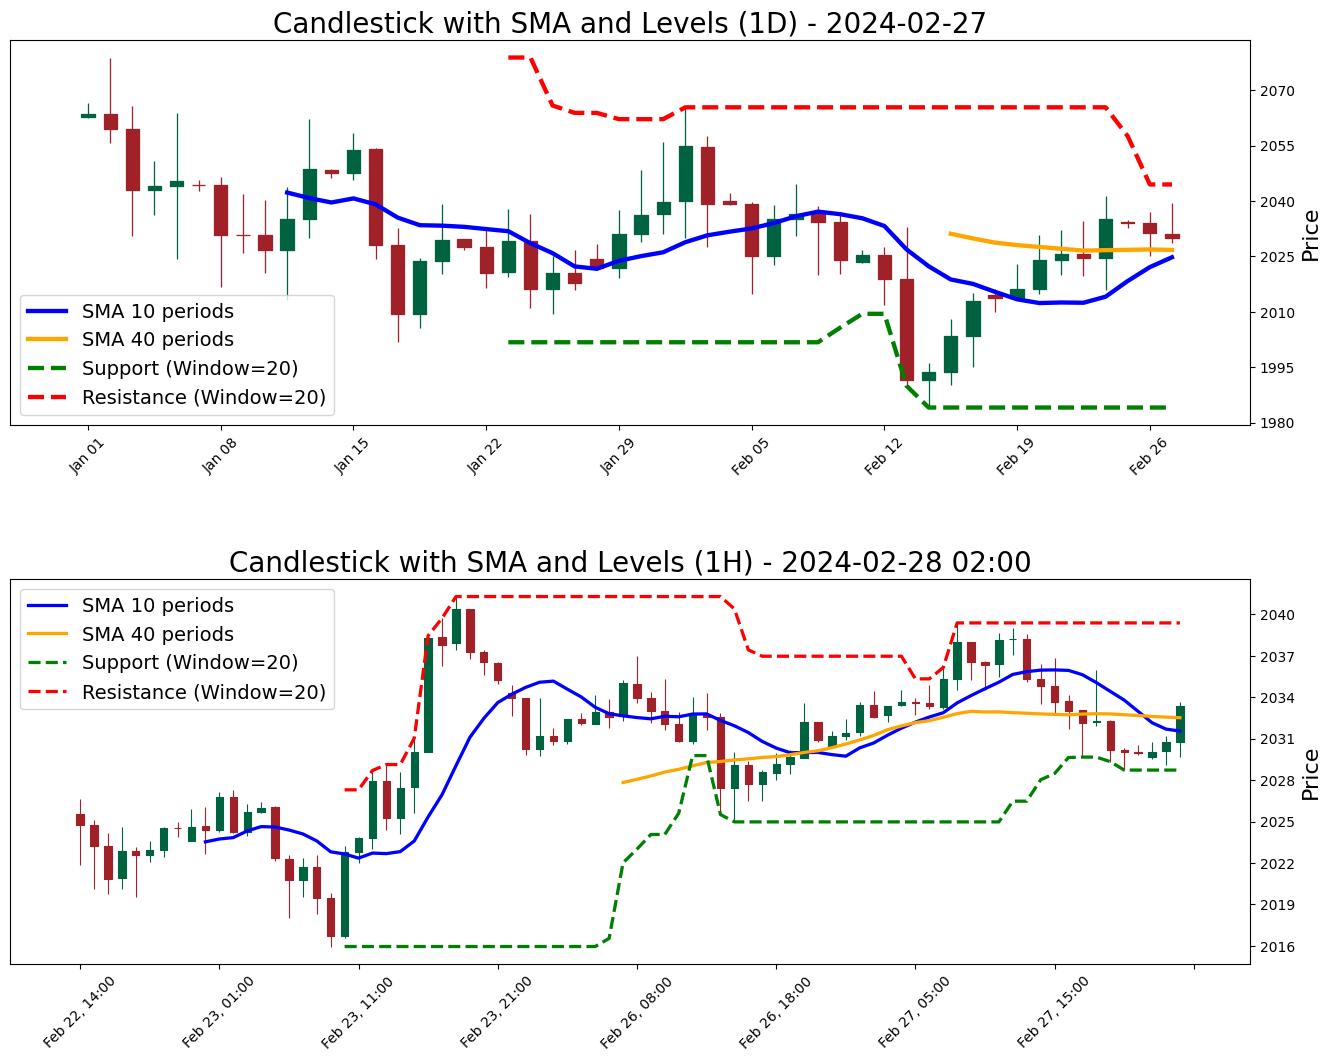 Candlestick with SMA and Levels (1D) - 2024-02-27
2070
2055
2040
2025
2010
1995
1980
Price
SMA 10 periods
SMA 40 periods
Support (Window=20)
Resistance (Window=20)
Jan 01
Jan 08
Jan 15
Jan 22
Jan 29
Feb 05
Feb 12
Feb 19
Feb 26
Candlestick with SMA and Levels (1H) - 2024-02-28 02:00
SMA 10 periods
SMA 40 periods
Support (Window=20)
Resistance (Window=20)
2040
2037
2034
2031
2028
2025
2022
2019
2016
Price
Feb 22, 14:00
Feb 23, 01:00
Feb 23, 11:00
Feb 23, 21:00
Feb 26, 08:00
Feb 26, 18:00
Feb 27, 05:00
Feb 27, 15:00